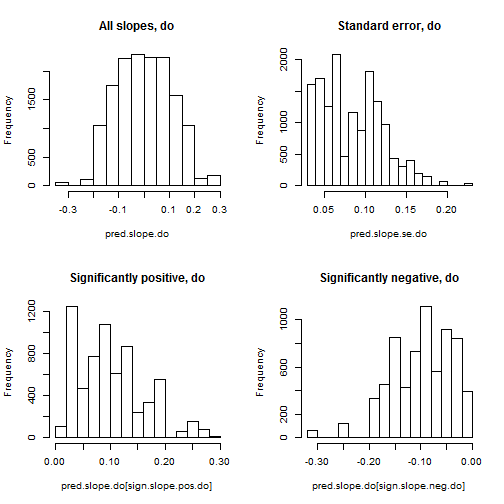 All slopes, do
Frequency
0
500
1500
-0.3
-0.1
0.1
0.2
0.3
pred.slope.do
Standard error, do
Frequency
0
500
1000
2000
0.05
0.10
0.15
0.20
pred.slope.se.do
Significantly positive, do
Frequency
0
400
800
1200
0.00
0.10
0.20
0.30
pred.slope.do[sign.slope.pos.do]
Significantly negative, do
Frequency
0
200
600
1000
-0.30
-0.20
-0.10
0.00
pred.slope.do[sign.slope.neg.do]